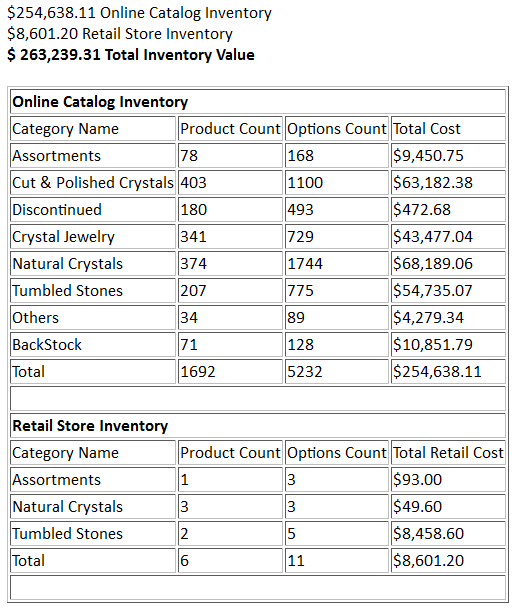 $254,638.11 Online Catalog Inventory
$8,601.20 Retail Store Inventory
$ 263,239.31 Total Inventory Value
Online Catalog Inventory
Category Name Product Count Options Count Total Cost
Assortments 78 168 $9,450.75
Cut & Polished Crystals 403 1100 $63,182.38
Discontinued 180 493 $472.68
Crystal Jewelry 341 729 $43,477.04
Natural Crystals 374 1744 $68,189.06
Tumbled Stones 207 775 $54,735.07
Others 34 89 $4,279.34
BackStock 71 128 $10,851.79
Total 1692 5232 $254,638.11
Retail Store Inventory
Category Name Product Count Options Count Total Retail Cost
Assortments 1 3 $93.00
Natural Crystals 3 3 $49.60
Tumbled Stones 2 5 $8,458.60
Total 6 11 $8,601.20